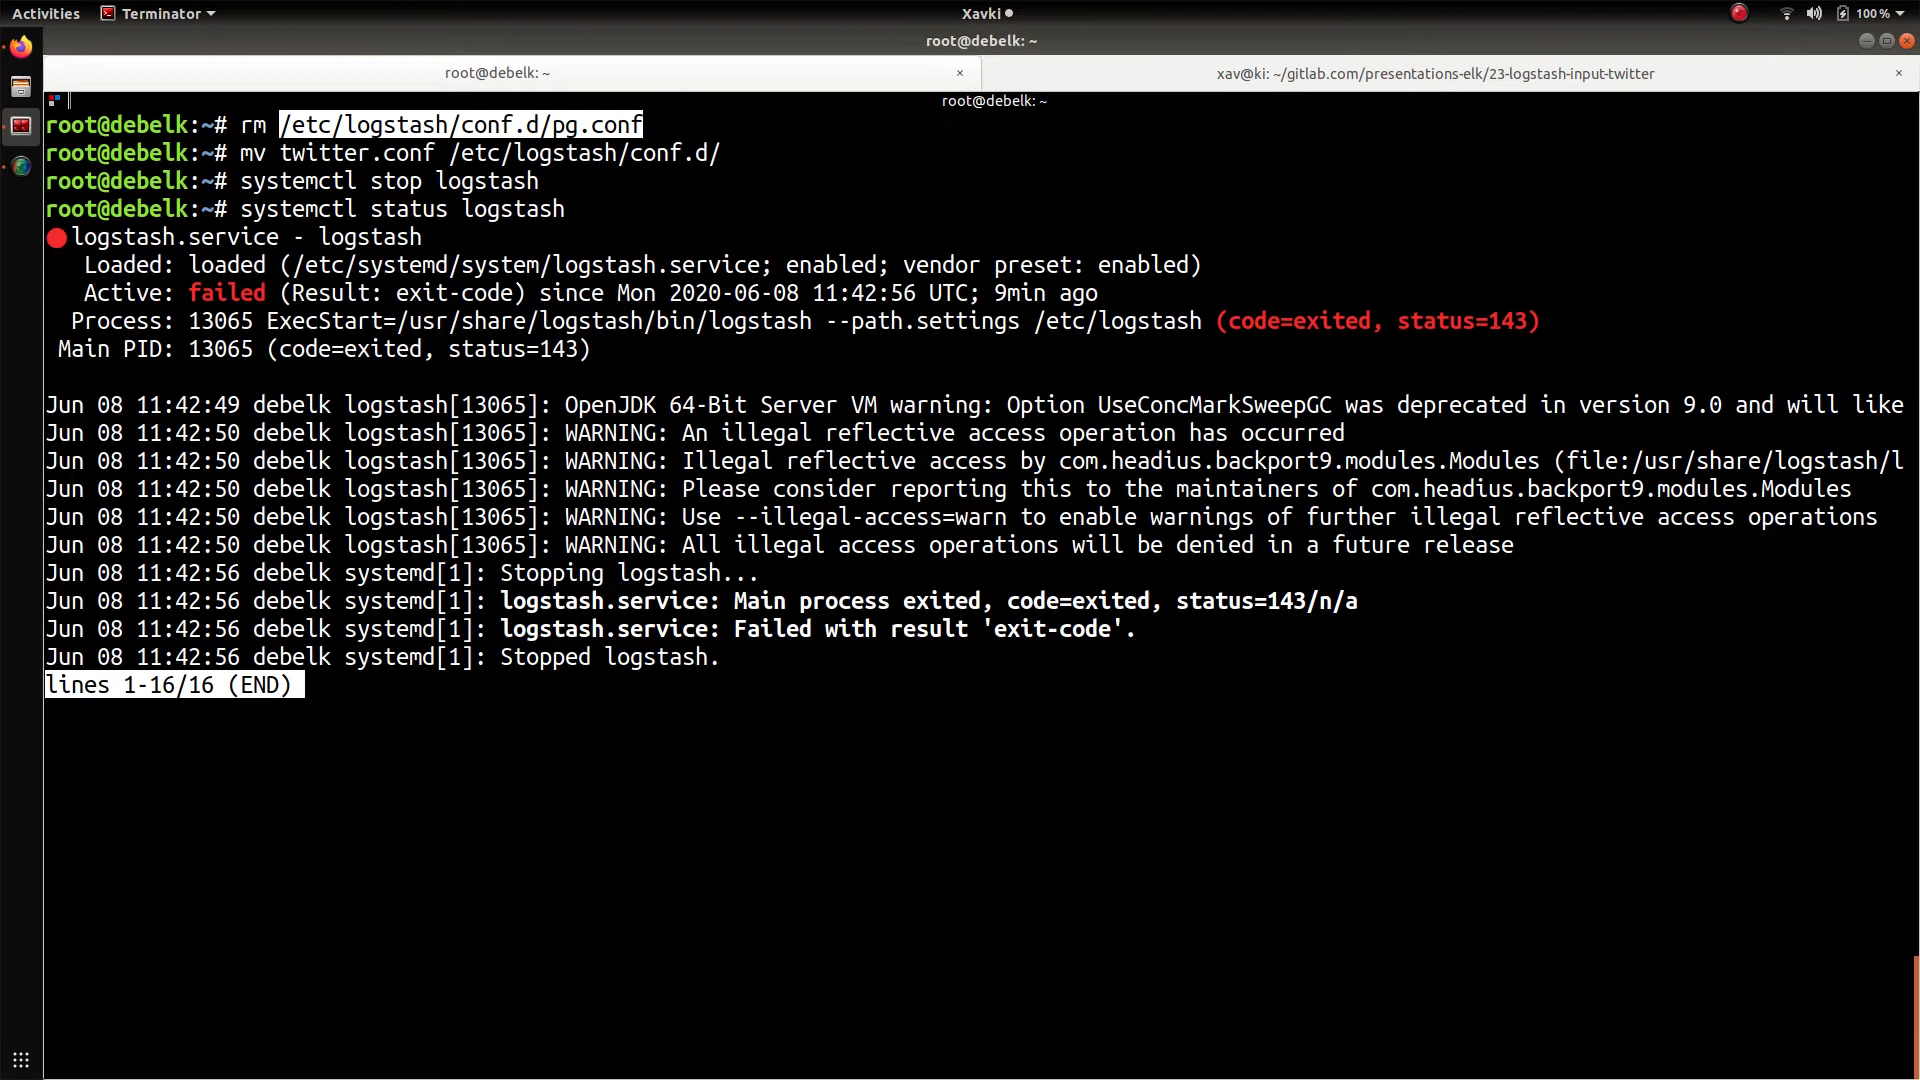 Activities Terminator Xavki 100%
root@debelk: ~
root@debelk: ~ × xav@ki: ~/gitlab.com/presentations-elk/23-logstash-input-twitter ×
root@debelk: ~
root@debelk:~# rm /etc/logstash/conf.d/pg.conf
root@debelk:~# mv twitter.conf /etc/logstash/conf.d/
root@debelk:~# systemctl stop logstash
root@debelk:~# systemctl status logstash
● logstash.service - logstash
   Loaded: loaded (/etc/systemd/system/logstash.service; enabled; vendor preset: enabled)
   Active: failed (Result: exit-code) since Mon 2020-06-08 11:42:56 UTC; 9min ago
  Process: 13065 ExecStart=/usr/share/logstash/bin/logstash --path.settings /etc/logstash (code=exited, status=143)
 Main PID: 13065 (code=exited, status=143)

Jun 08 11:42:49 debelk logstash[13065]: OpenJDK 64-Bit Server VM warning: Option UseConcMarkSweepGC was deprecated in version 9.0 and will like
Jun 08 11:42:50 debelk logstash[13065]: WARNING: An illegal reflective access operation has occurred
Jun 08 11:42:50 debelk logstash[13065]: WARNING: Illegal reflective access by com.headius.backport9.modules.Modules (file:/usr/share/logstash/l
Jun 08 11:42:50 debelk logstash[13065]: WARNING: Please consider reporting this to the maintainers of com.headius.backport9.modules.Modules
Jun 08 11:42:50 debelk logstash[13065]: WARNING: Use --illegal-access=warn to enable warnings of further illegal reflective access operations
Jun 08 11:42:50 debelk logstash[13065]: WARNING: All illegal access operations will be denied in a future release
Jun 08 11:42:56 debelk systemd[1]: Stopping logstash...
Jun 08 11:42:56 debelk systemd[1]: logstash.service: Main process exited, code=exited, status=143/n/a
Jun 08 11:42:56 debelk systemd[1]: logstash.service: Failed with result 'exit-code'.
Jun 08 11:42:56 debelk systemd[1]: Stopped logstash.
lines 1-16/16 (END)